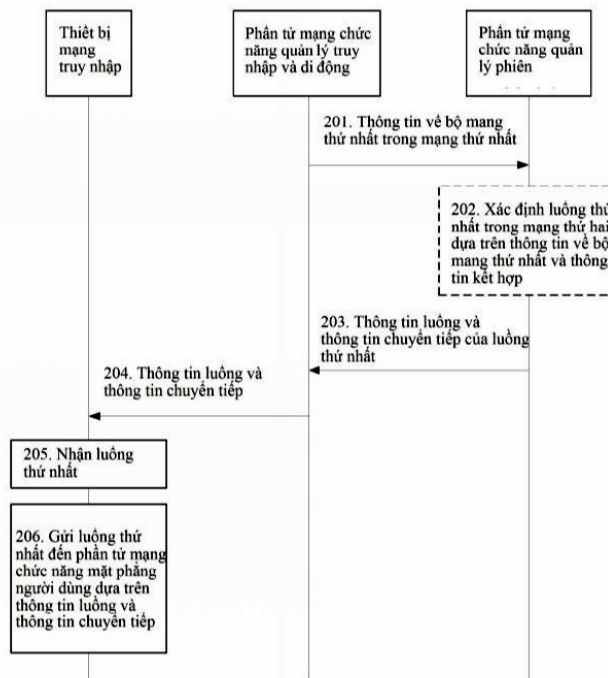 Thiết bị
mạng
truy nhập
Phần tử mạng chức
năng quản lý truy
nhập và di động
Phần tử mạng
chức năng quản
lý phiên
201. Thông tin về bộ mang
thứ nhất trong mạng thứ nhất
202. Xác định luồng thứ
nhất trong mạng thứ hai
dựa trên thông tin về bộ
mang thứ nhất và thông
tin kết hợp
203. Thông tin luồng và
thông tin chuyển tiếp của luồng
thứ nhất
204. Thông tin luồng và
thông tin chuyển tiếp
205. Nhận luồng
thứ nhất
206. Gửi luồng thứ
nhất đến phần tử mạng
chức năng mặt phẳng
người dùng dựa trên
thông tin luồng và
thông tin chuyển tiếp